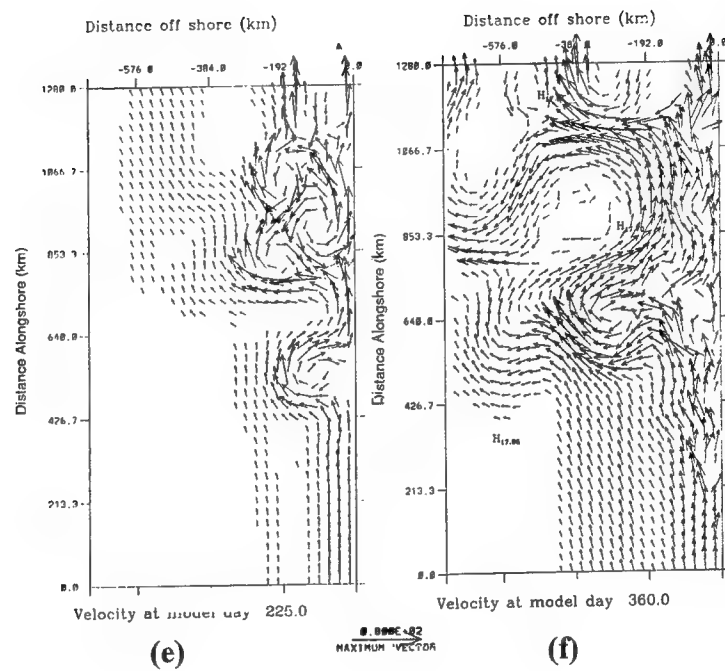 Distance off shore (km)
-576.0 -384.0 -192
1280.0
1066.7
853.3
640.0
426.7
213.3
0.0
Distance Alongshore (km)
Velocity at model day 225.0
(e)
Distance off shore (km)
-576.0 -192.0
1280.0
1066.7
853.3
640.0
426.7
213.3
0.0
Distance Alongshore (km)
H17.06
Velocity at model day 360.0
(f)
MAXIMUM VECTOR